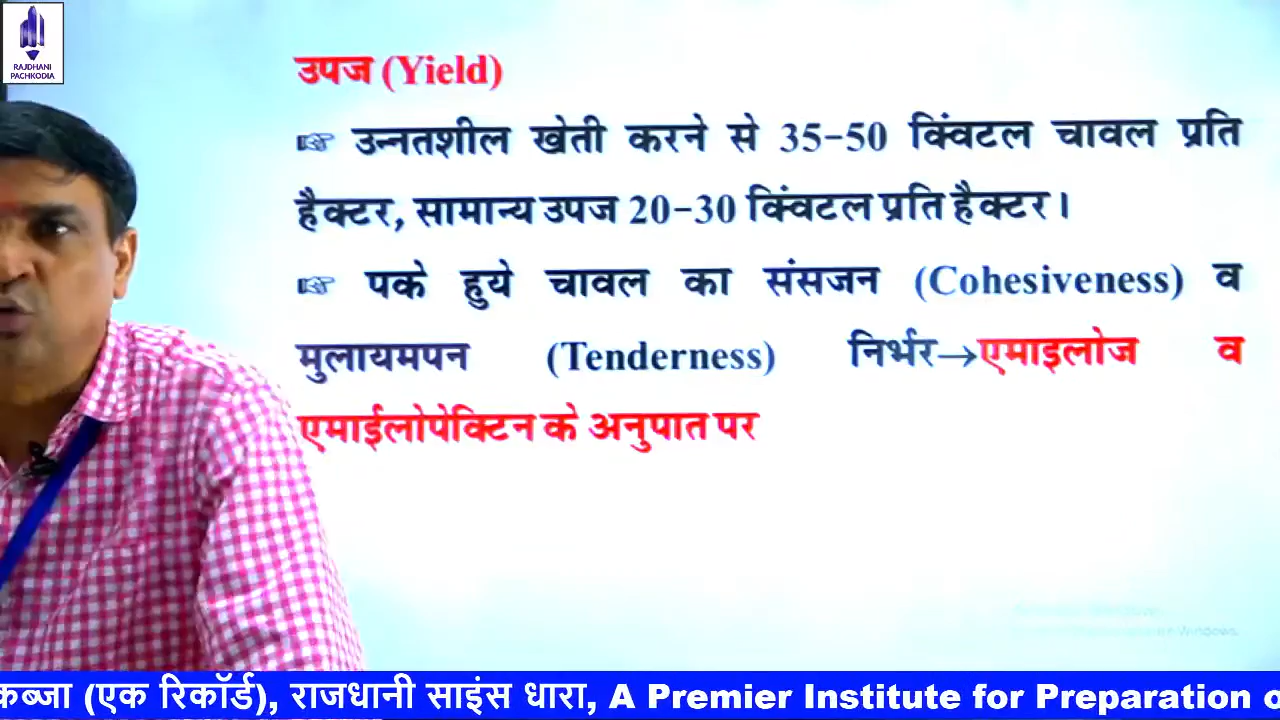 RAJDHANI
PACHKODIA
उपज (Yield)
☞ उन्नतशील खेती करने से 35-50 क्विंटल चावल प्रति
हैक्टर, सामान्य उपज 20-30 क्विंटल प्रति हैक्टर।
☞ पके हुये चावल का संसजन (Cohesiveness) व
मुलायमपन (Tenderness) निर्भर→एमाइलोज व
एमाईलोपेक्टिन के अनुपात पर
कब्जा (एक रिकॉर्ड), राजधानी साइंस धारा, A Premier Institute for Preparation o